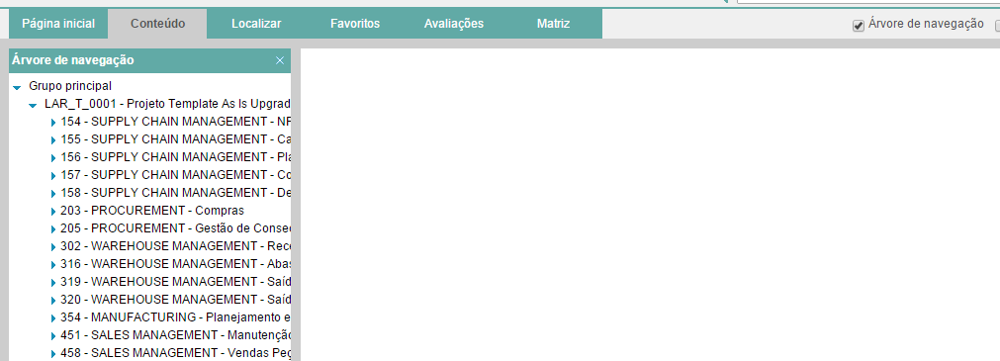 Página inicial Conteúdo Localizar Favoritos Avaliações Matriz Árvore de navegação
Árvore de navegação
Grupo principal
LAR_T_0001 - Projeto Template As Is Upgrad
154 - SUPPLY CHAIN MANAGEMENT - NF
155 - SUPPLY CHAIN MANAGEMENT - Ca
156 - SUPPLY CHAIN MANAGEMENT - Pla
157 - SUPPLY CHAIN MANAGEMENT - Co
158 - SUPPLY CHAIN MANAGEMENT - De
203 - PROCUREMENT - Compras
205 - PROCUREMENT - Gestão de Consec
302 - WAREHOUSE MANAGEMENT - Rece
316 - WAREHOUSE MANAGEMENT - Abas
319 - WAREHOUSE MANAGEMENT - Saíd
320 - WAREHOUSE MANAGEMENT - Saíd
354 - MANUFACTURING - Planejamento e
451 - SALES MANAGEMENT - Manutenção
458 - SALES MANAGEMENT - Vendas Peç